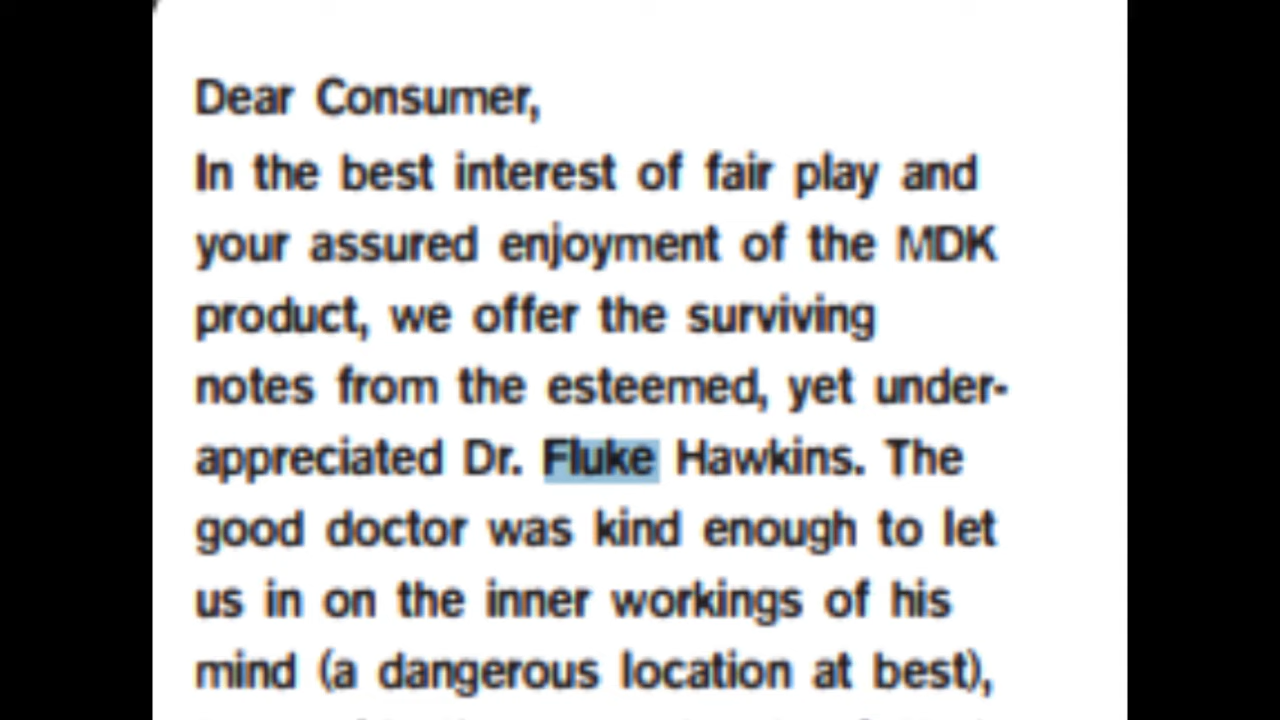 Dear Consumer,
In the best interest of fair play and
your assured enjoyment of the MDK
product, we offer the surviving
notes from the esteemed, yet under-
appreciated Dr. Fluke Hawkins. The
good doctor was kind enough to let
us in on the inner workings of his
mind (a dangerous location at best),